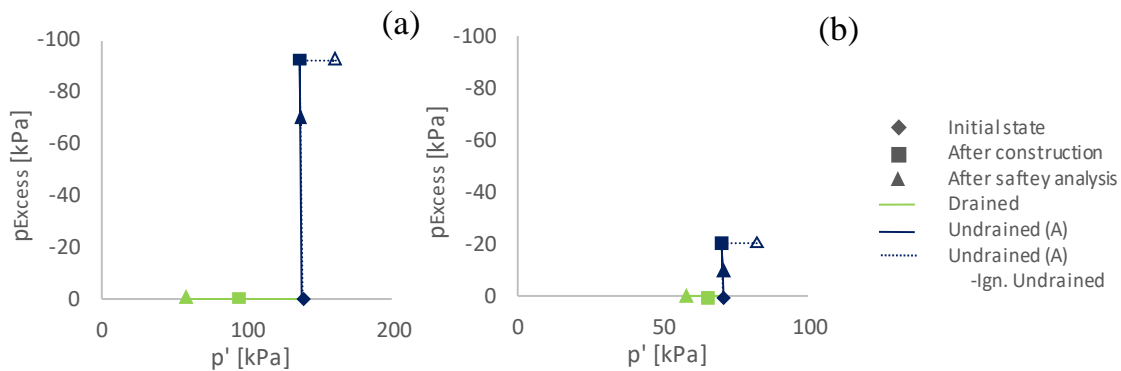 (a)
-100
-80
-60
-40
-20
0
pExcess [kPa]
0 100 200
p' [kPa]
(b)
-100
-80
-60
-40
-20
0
pExcess [kPa]
0 50 100
p' [kPa]
Initial state
After construction
After saftey analysis
Drained
Undrained (A)
Undrained (A)
-Ign. Undrained